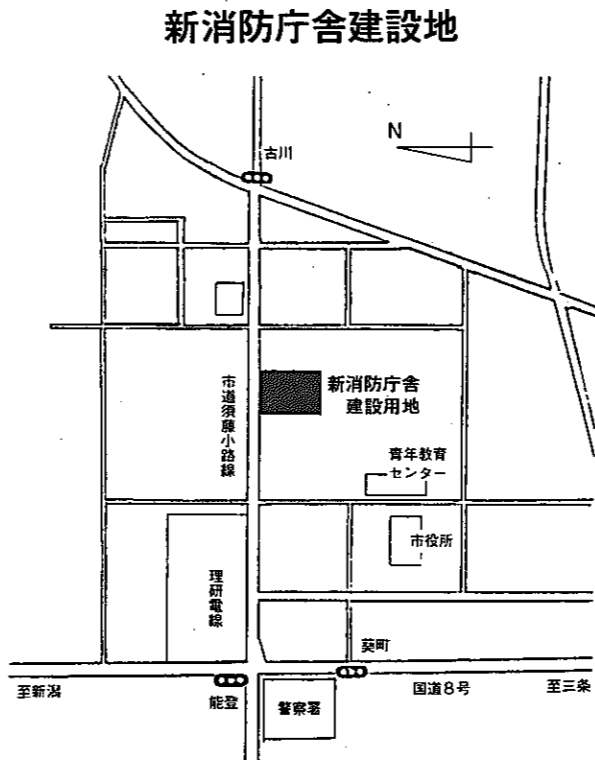 新消防庁舎建設地
N
古川
市道須藤小路線
新消防庁舎
建設用地
青年教育
センター
市役所
理研電線
葵町
至新潟
能登
警察署
国道8号
至三条